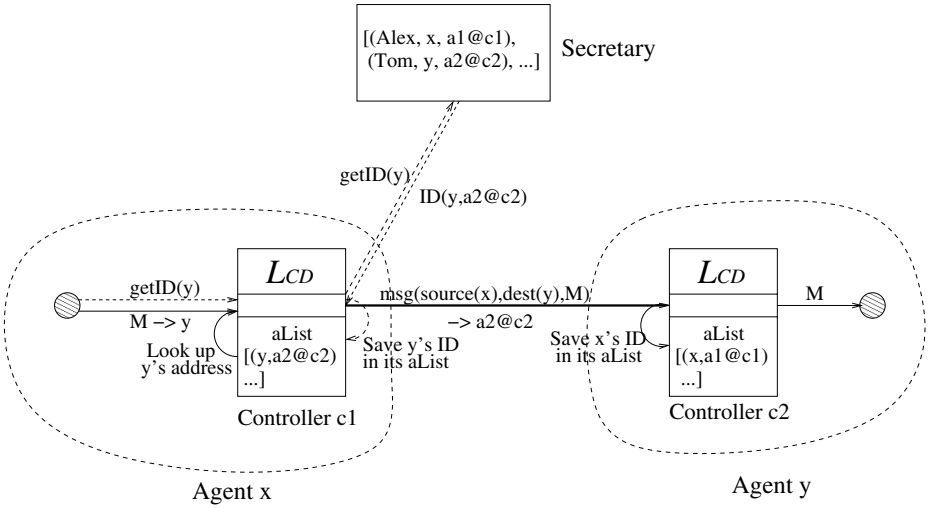 [(Alex, x, a1@c1),
(Tom, y, a2@c2), ...]
Secretary
getID(y)
ID(y,a2@c2)
LCD
getID(y)
M -> y
Look up
y's address
aList
[(y,a2@c2)
...]
Controller c1
msg(source(x),dest(y),M)
-> a2@c2
Save y's ID
in its aList
Save x's ID
in its aList
LCD
aList
[(x,a1@c1)
...]
Controller c2
M
Agent x
Agent y